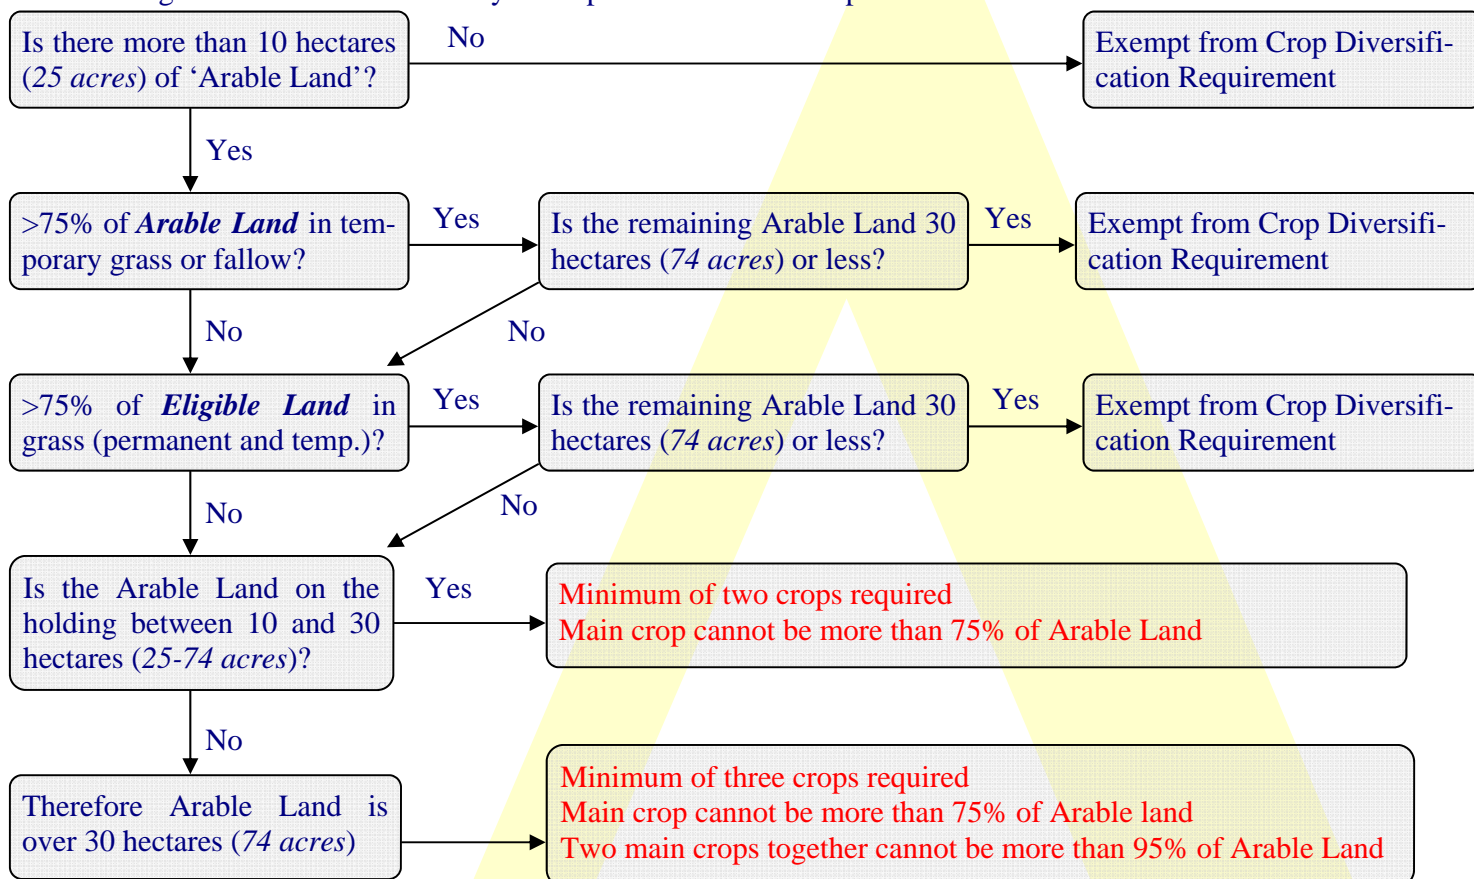 No
Is there more than 10 hectares
(25 acres) of ‘Arable Land’?
Exempt from Crop Diversifi-
cation Requirement
Yes
>75% of Arable Land in tem-
porary grass or fallow?
Yes
Is the remaining Arable Land 30
hectares (74 acres) or less?
Yes
Exempt from Crop Diversifi-
cation Requirement
No
No
>75% of Eligible Land in
grass (permanent and temp.)?
Yes
Is the remaining Arable Land 30
hectares (74 acres) or less?
Yes
Exempt from Crop Diversifi-
cation Requirement
No
No
Is the Arable Land on the
holding between 10 and 30
hectares (25-74 acres)?
Yes
Minimum of two crops required
Main crop cannot be more than 75% of Arable Land
No
Therefore Arable Land is
over 30 hectares (74 acres)
Minimum of three crops required
Main crop cannot be more than 75% of Arable land
Two main crops together cannot be more than 95% of Arable Land